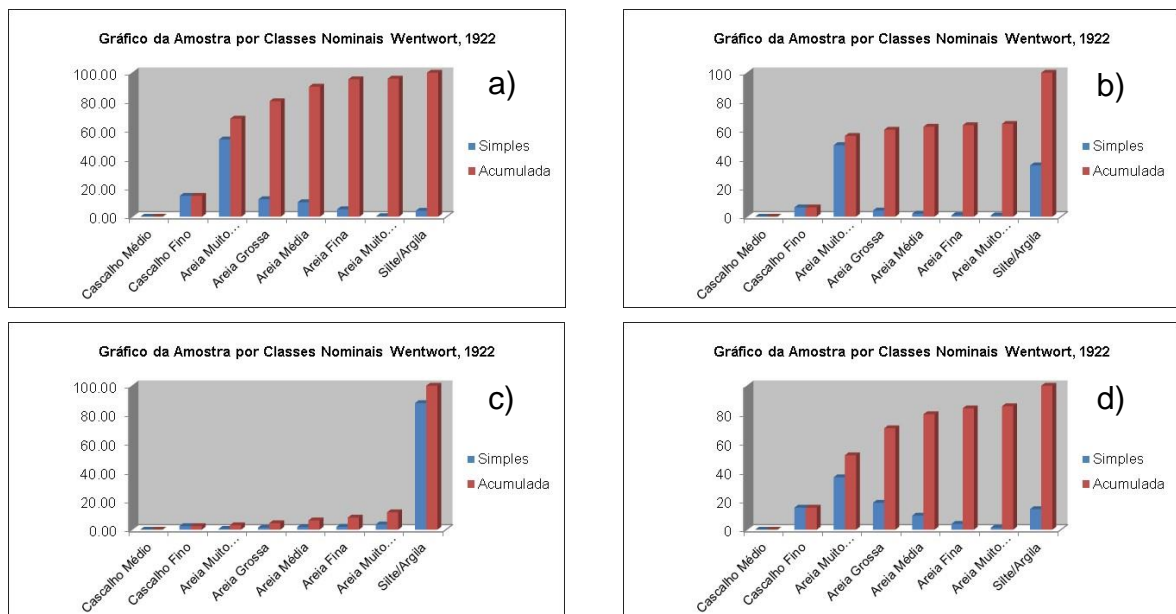 Gráfico da Amostra por Classes Nominais Wentwort, 1922
a)
100.00
80.00
60.00
40.00
20.00
0.00
Simples
Acumulada
Cascalho Médio
Cascalho Fino
Areia Muito...
Areia Grossa
Areia Média
Areia Fina
Areia Muito...
Silte/Argila
Gráfico da Amostra por Classes Nominais Wentwort, 1922
b)
100
80
60
40
20
0
Simples
Acumulada
Cascalho Médio
Cascalho Fino
Areia Muito...
Areia Grossa
Areia Média
Areia Fina
Areia Muito...
Silte/Argila
Gráfico da Amostra por Classes Nominais Wentwort, 1922
c)
100.00
80.00
60.00
40.00
20.00
0.00
Simples
Acumulada
Cascalho Médio
Cascalho Fino
Areia Muito...
Areia Grossa
Areia Média
Areia Fina
Areia Muito...
Silte/Argila
Gráfico da Amostra por Classes Nominais Wentwort, 1922
d)
80
60
40
20
0
Simples
Acumulada
Cascalho Médio
Cascalho Fino
Areia Muito...
Areia Grossa
Areia Média
Areia Fina
Areia Muito...
Silte/Argila